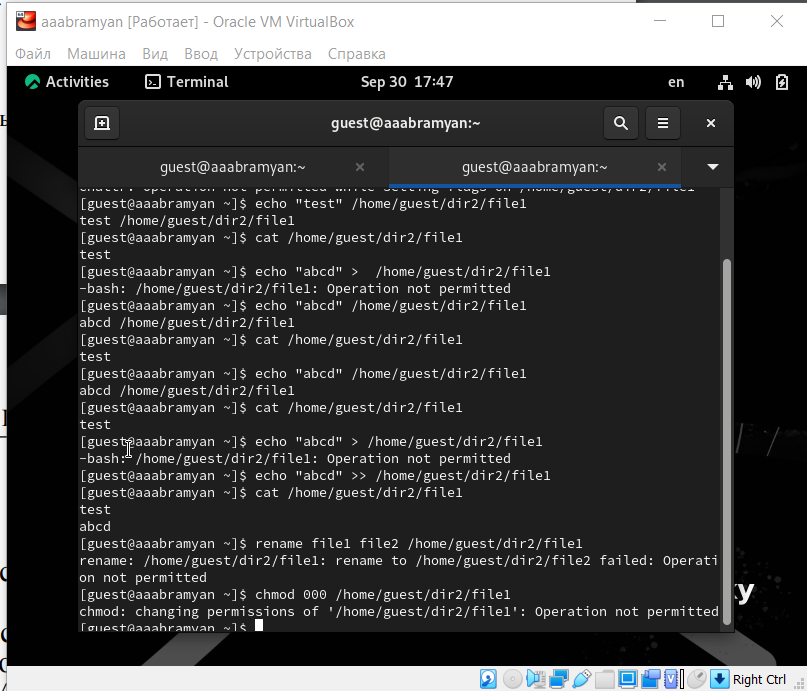 aaabramyan [Работает] - Oracle VM VirtualBox
Файл Машина Вид Ввод Устройства Справка
Activities Terminal Sep 30 17:47 en
guest@aaabramyan:~
guest@aaabramyan:~ guest@aaabramyan:~
chattr: Operation not permitted while setting flags on /home/guest/dir2/file1
[guest@aaabramyan ~]$ echo "test" /home/guest/dir2/file1
test /home/guest/dir2/file1
[guest@aaabramyan ~]$ cat /home/guest/dir2/file1
test
[guest@aaabramyan ~]$ echo "abcd" >  /home/guest/dir2/file1
-bash: /home/guest/dir2/file1: Operation not permitted
[guest@aaabramyan ~]$ echo "abcd" /home/guest/dir2/file1
abcd /home/guest/dir2/file1
[guest@aaabramyan ~]$ cat /home/guest/dir2/file1
test
[guest@aaabramyan ~]$ echo "abcd" /home/guest/dir2/file1
abcd /home/guest/dir2/file1
[guest@aaabramyan ~]$ cat /home/guest/dir2/file1
test
[guest@aaabramyan ~]$ echo "abcd" > /home/guest/dir2/file1
-bash: /home/guest/dir2/file1: Operation not permitted
[guest@aaabramyan ~]$ echo "abcd" >> /home/guest/dir2/file1
[guest@aaabramyan ~]$ cat /home/guest/dir2/file1
test
abcd
[guest@aaabramyan ~]$ rename file1 file2 /home/guest/dir2/file1
rename: /home/guest/dir2/file1: rename to /home/guest/dir2/file2 failed: Operati
on not permitted
[guest@aaabramyan ~]$ chmod 000 /home/guest/dir2/file1
chmod: changing permissions of '/home/guest/dir2/file1': Operation not permitted
[guest@aaabramyan ~]$
Right Ctrl